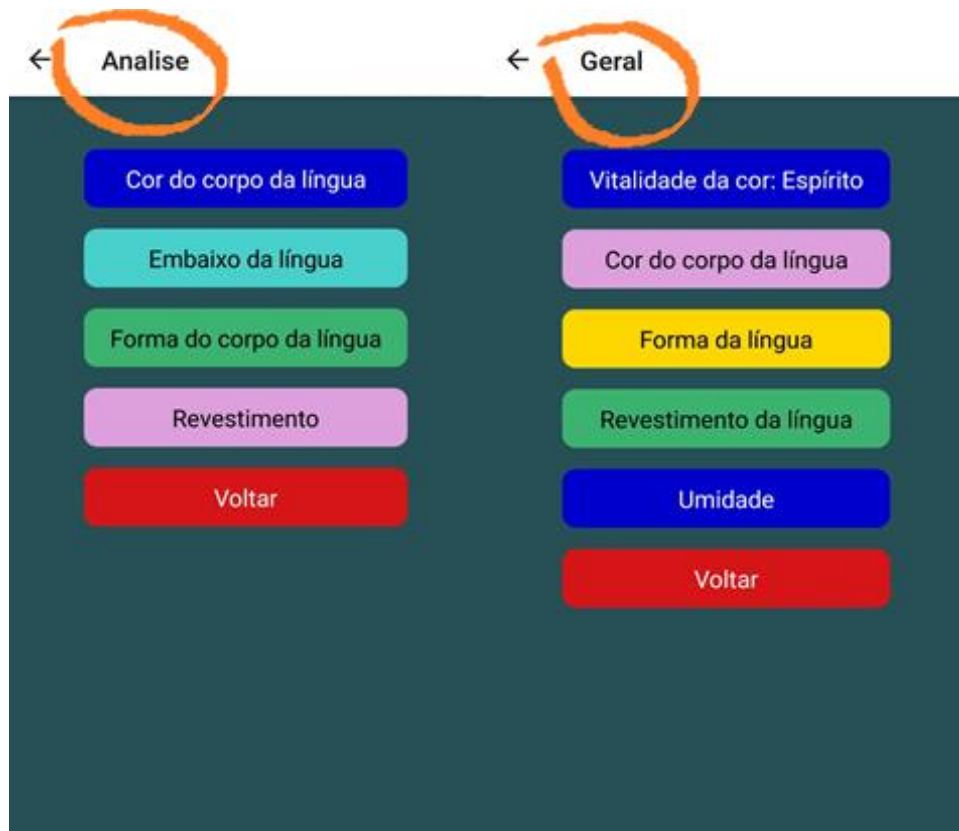 Analise
Cor do corpo da língua
Embaixo da língua
Forma do corpo da língua
Revestimento
Voltar
Geral
Vitalidade da cor: Espírito
Cor do corpo da língua
Forma da língua
Revestimento da língua
Umidade
Voltar